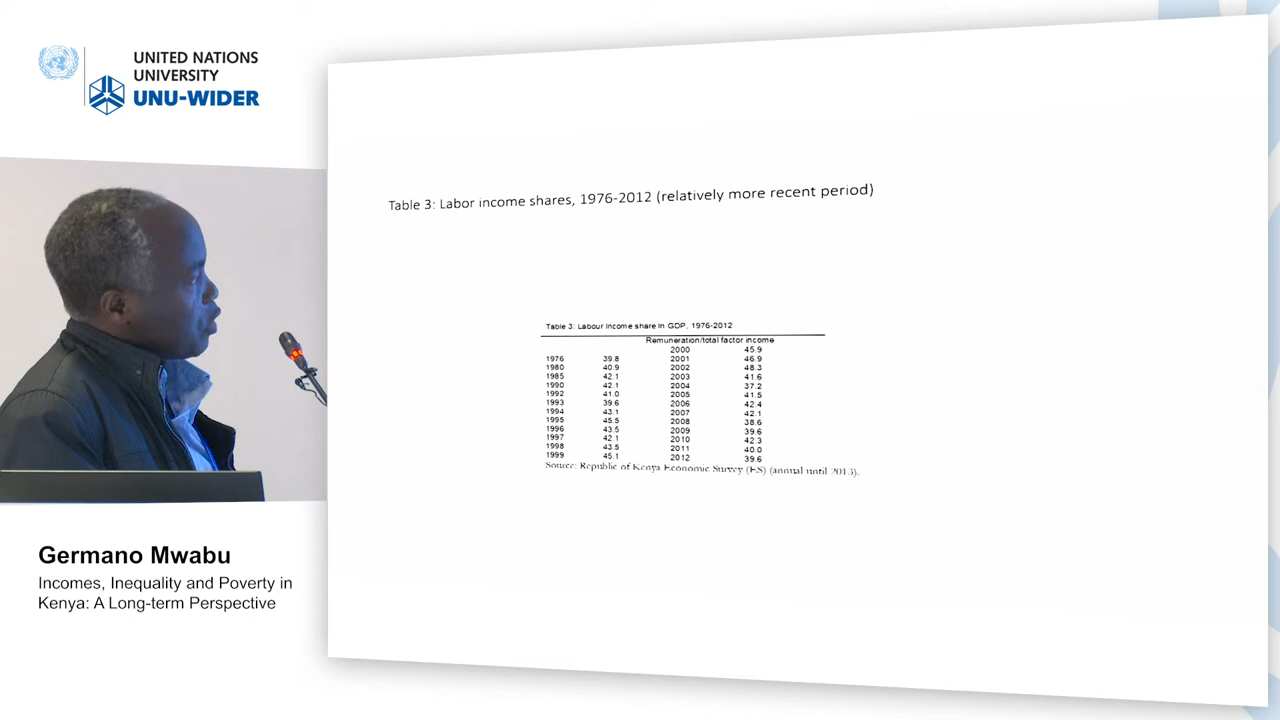 UNITED NATIONS
UNIVERSITY
UNU-WIDER
Table 3: Labor income shares, 1976-2012 (relatively more recent period)
Table 3: Labour Income share in GDP, 1976-2012
Remuneration/total factor income
2000 45.9
1976 39.8 2001 46.9
1980 40.9 2002 48.3
1985 42.1 2003 41.6
1990 42.1 2004 37.2
1992 41.0 2005 41.5
1993 39.6 2006 42.4
1994 43.1 2007 42.1
1995 45.5 2008 38.6
1996 43.5 2009 39.6
1997 42.1 2010 42.3
1998 43.5 2011 40.0
1999 45.1 2012 39.6
Source: Republic of Kenya Economic Survey (ES) (annual until 2013).
Germano Mwabu
Incomes, Inequality and Poverty in
Kenya: A Long-term Perspective